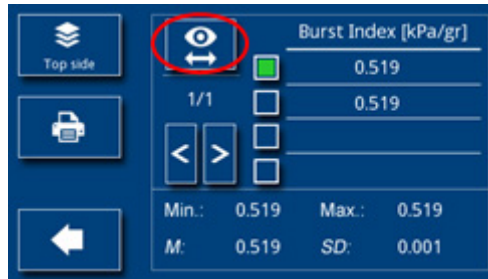 Top side
1/1
< >
Burst Index [kPa/gr]
0.519
0.519
Min.: 0.519 Max.: 0.519
M: 0.519 SD: 0.001